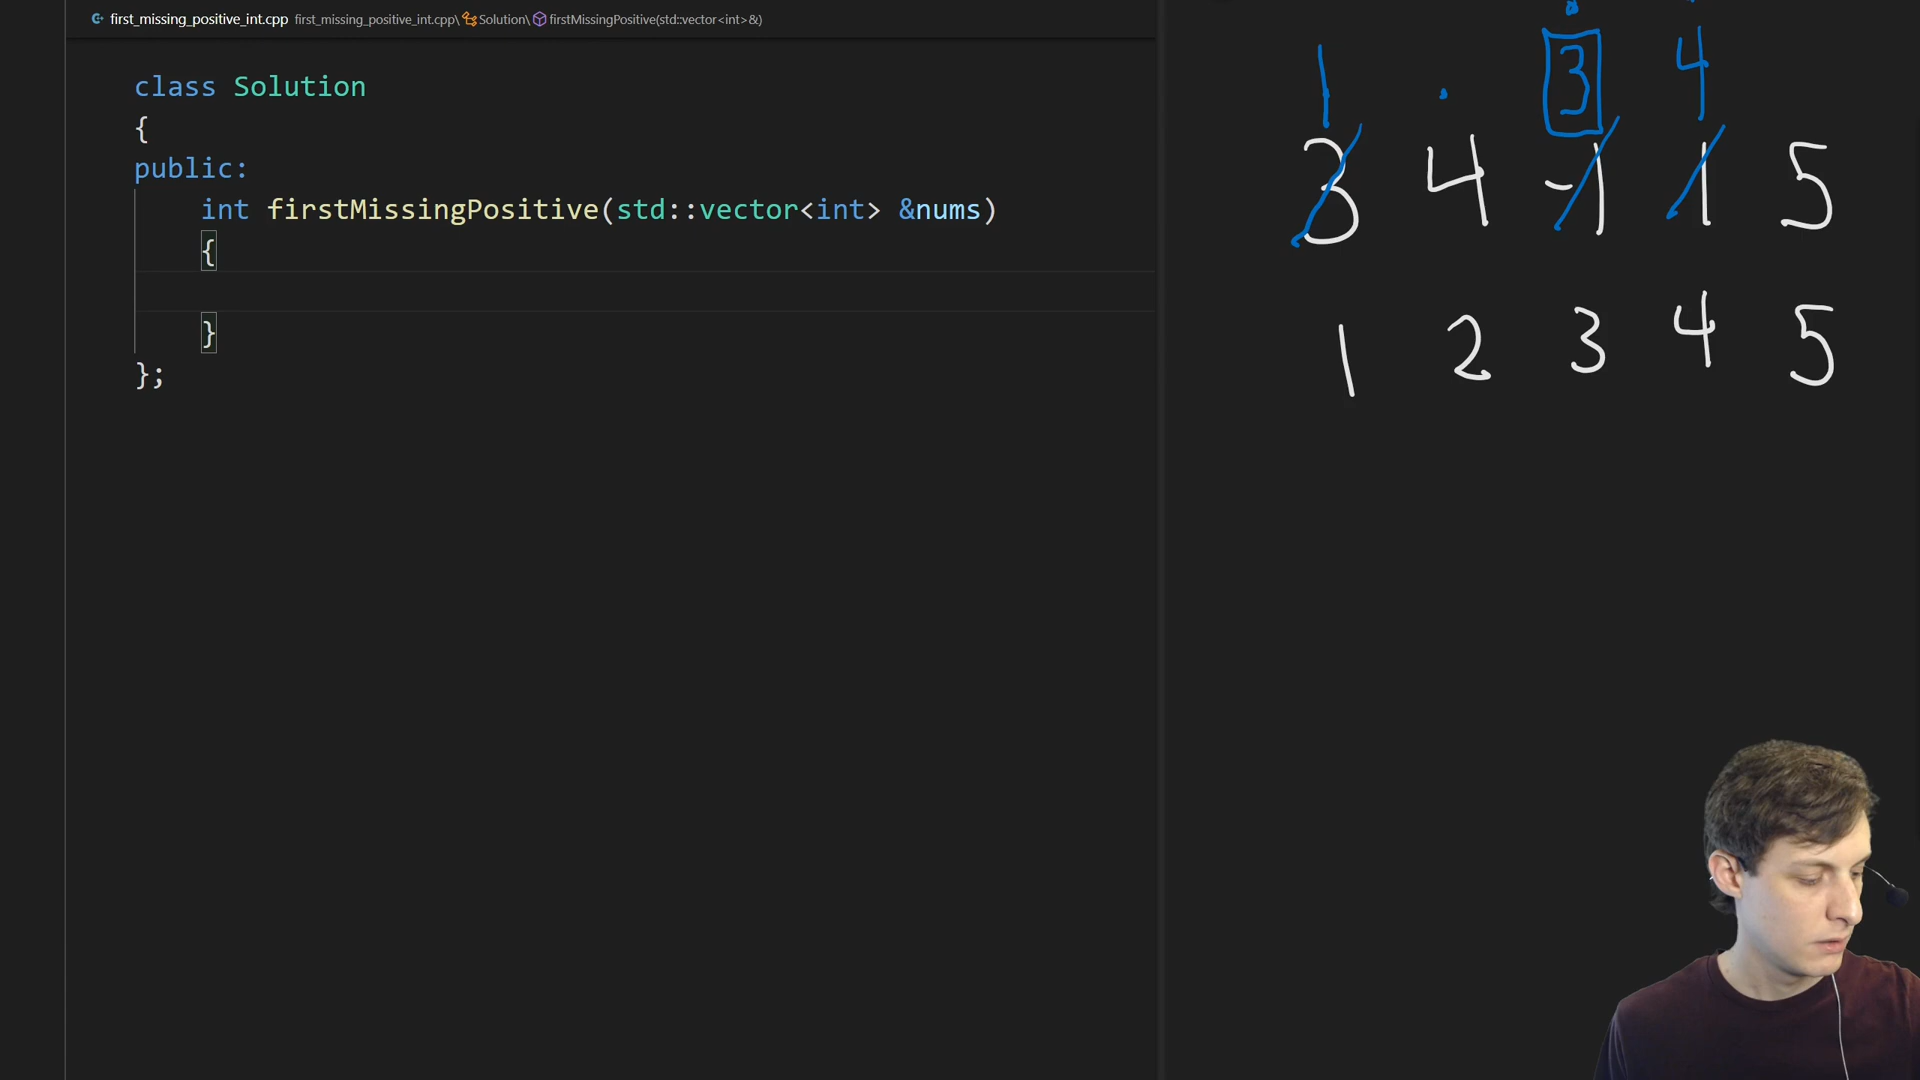 first_missing_positive_int.cpp first_missing_positive_int.cpp\ Solution\ firstMissingPositive(std::vector<int>&)
class Solution
{
public:
int firstMissingPositive(std::vector<int> &nums)
{
}
};
1 . 3 4
3 4 -1 1 5
1 2 3 4 5